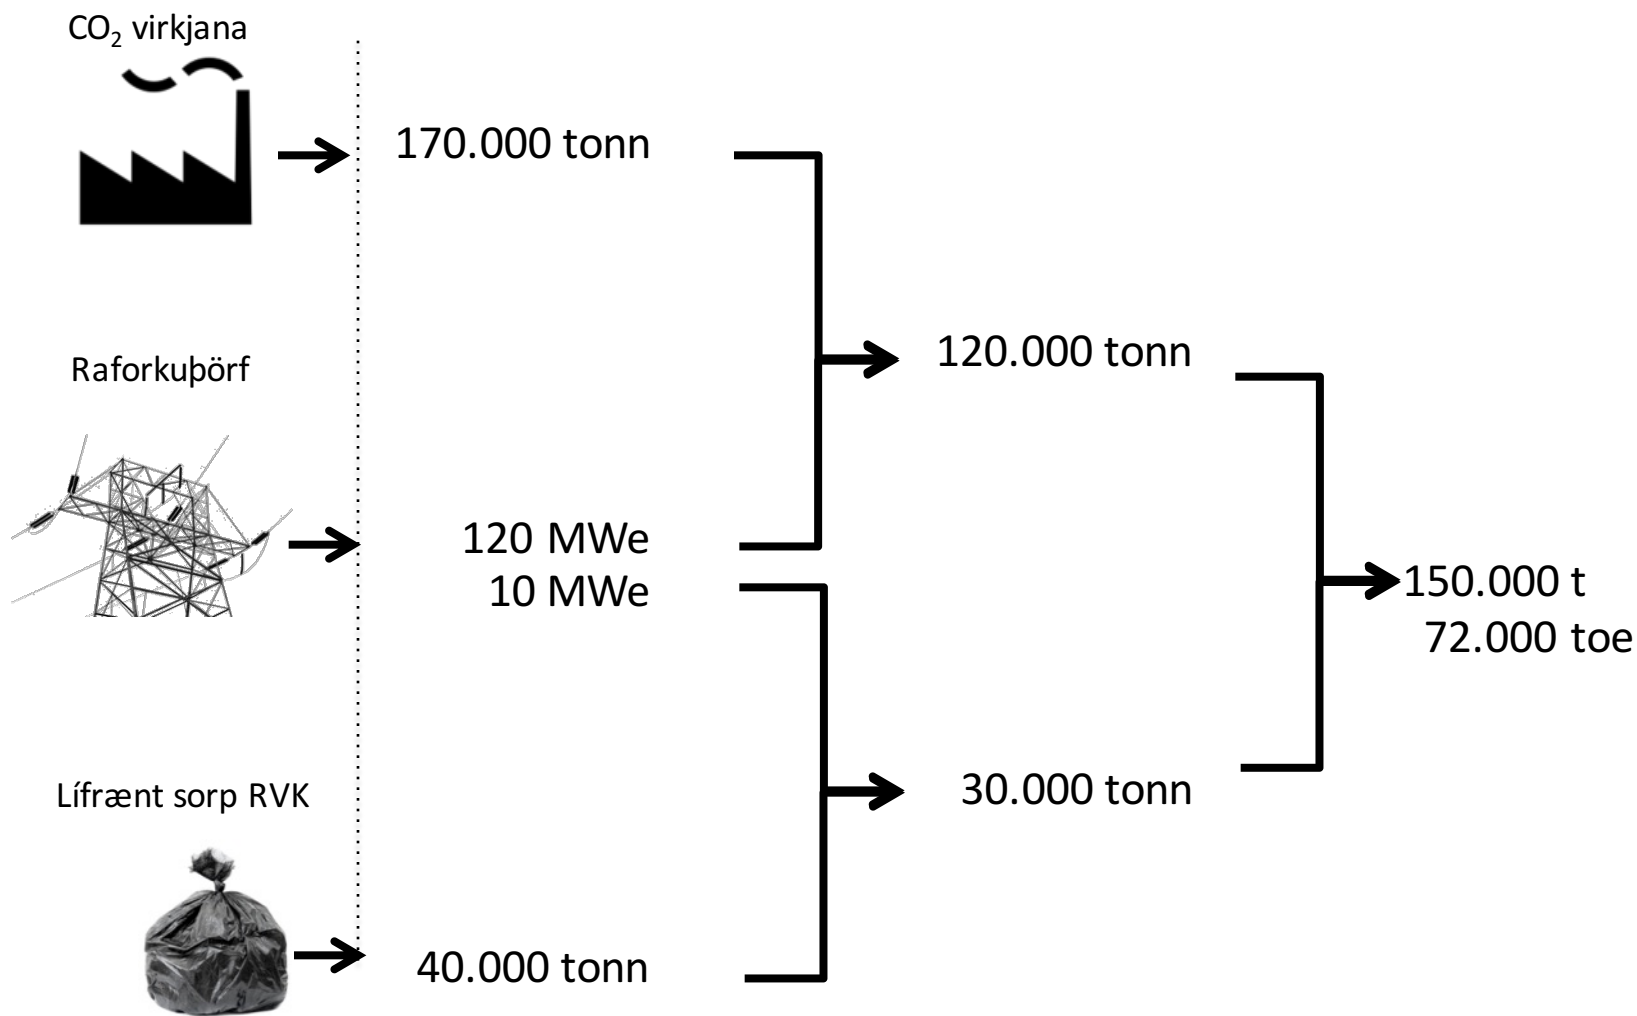 CO₂ virkjana
170.000 tonn
120.000 tonn
Raforkuþörf
120 MWe
10 MWe
150.000 t
72.000 toe
Lífrænt sorp RVK
30.000 tonn
40.000 tonn